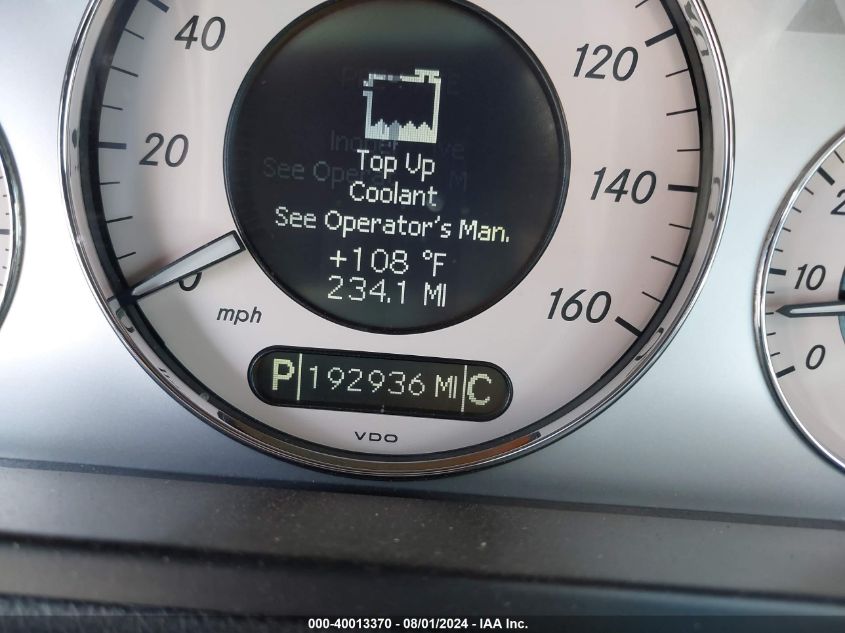 40
120
20
Top Up
Coolant
See Operator's Man.
140
+108 °F
234.1 MI
0
mph
160
10
0
P 192936 MI C
VDO
000-40013370 - 08/01/2024 - IAA Inc.